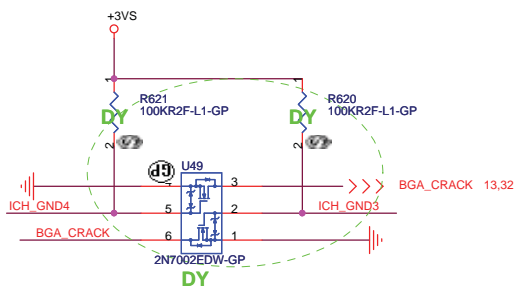 +3VS
1
1
R621
100KR2F-L1-GP
R620
100KR2F-L1-GP
DY
DY
2
2
GP
U49
4
3
BGA_CRACK 13,32
ICH_GND4
5
2
ICH_GND3
BGA_CRACK
6
1
2N7002EDW-GP
DY